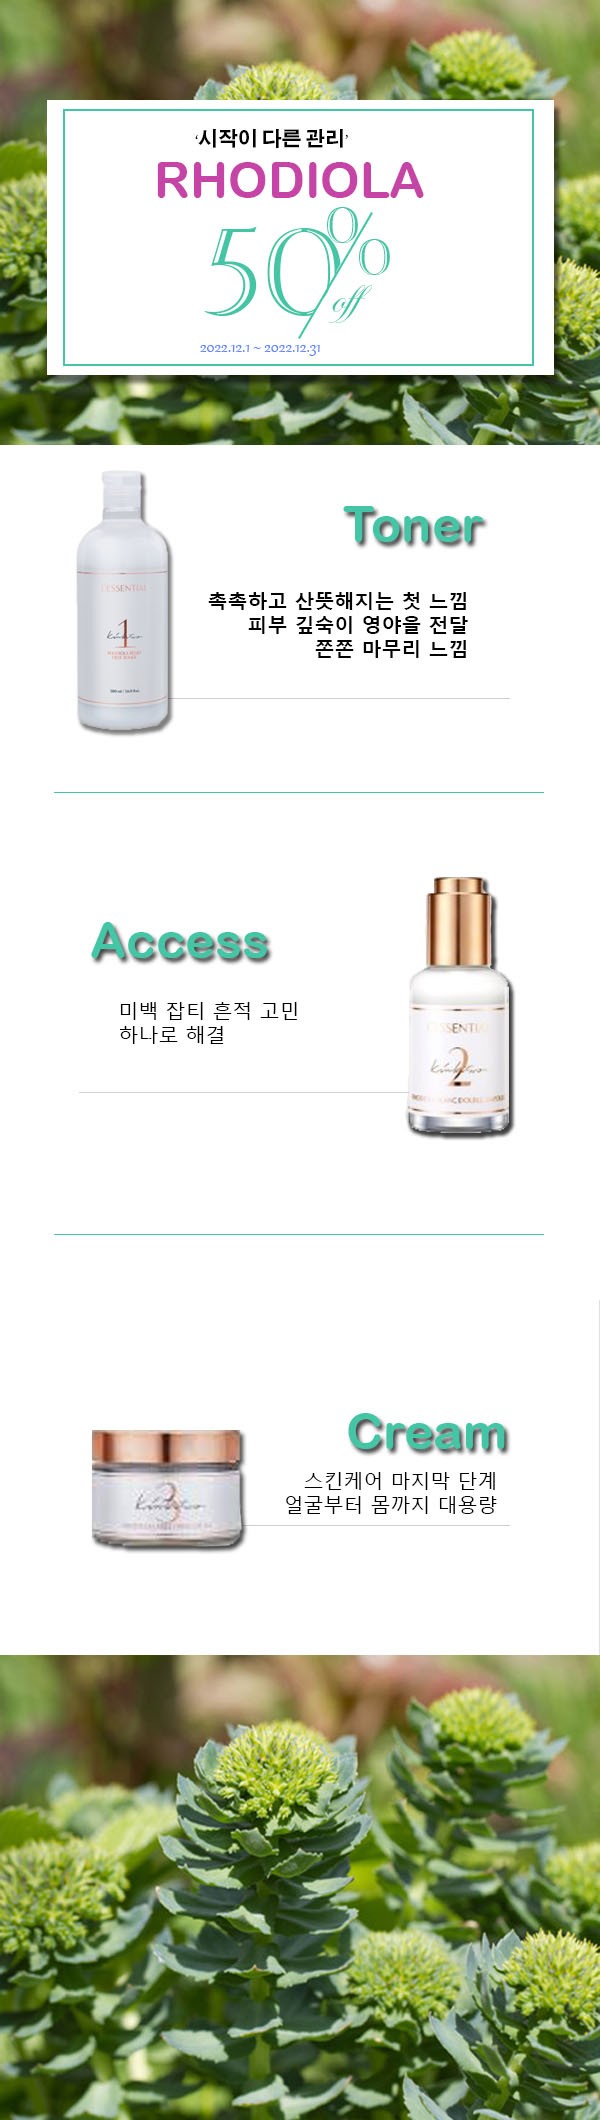 ‘시작이 다른 관리’
RHODIOLA
50%
off
2022.12.1 ~ 2022.12.31
Toner
L'ESSENTIAL
1
촉촉하고 산뜻해지는 첫 느낌
피부 깊숙이 영야을 전달
쫀쫀 마무리 느낌
Access
미백 잡티 흔적 고민
하나로 해결
L'ESSENTIAL
2
Cream
3
스킨케어 마지막 단계
얼굴부터 몸까지 대용량